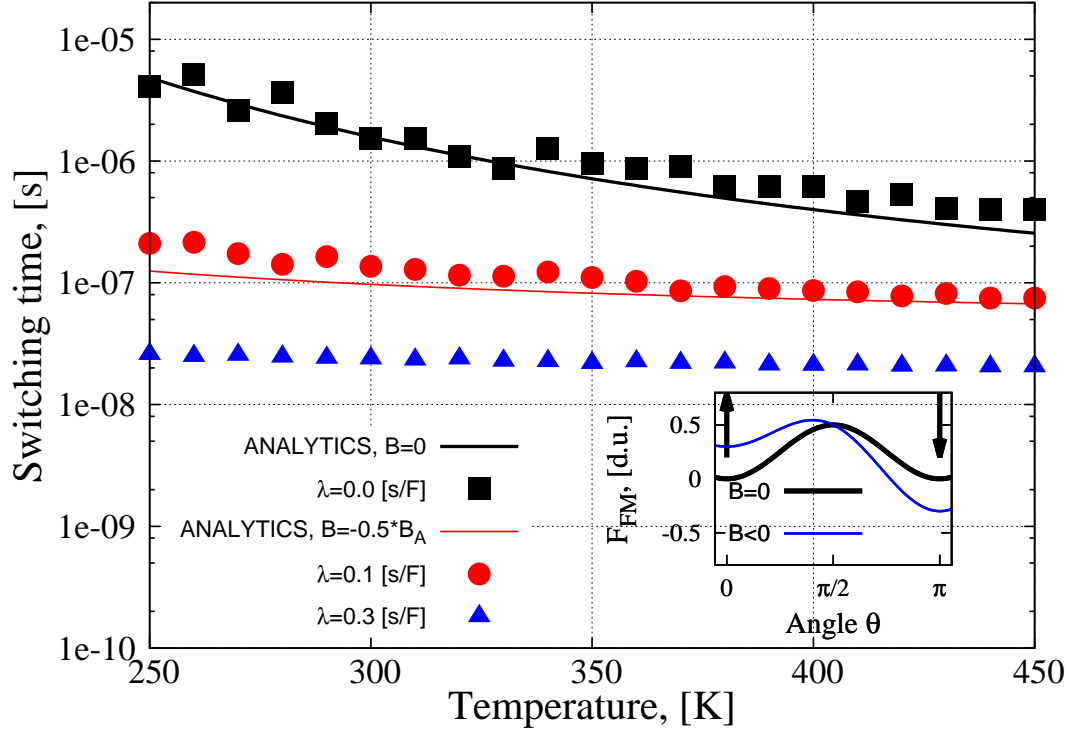 1e-05
1e-06
1e-07
1e-08
1e-09
1e-10
Switching time, [s]
250
300
350
400
450
Temperature, [K]
ANALYTICS, B=0
λ=0.0 [s/F]
ANALYTICS, B=-0.5*B_A
λ=0.1 [s/F]
λ=0.3 [s/F]
F_FM, [d.u.]
0.5
0
-0.5
B=0
B<0
0
π/2
π
Angle θ